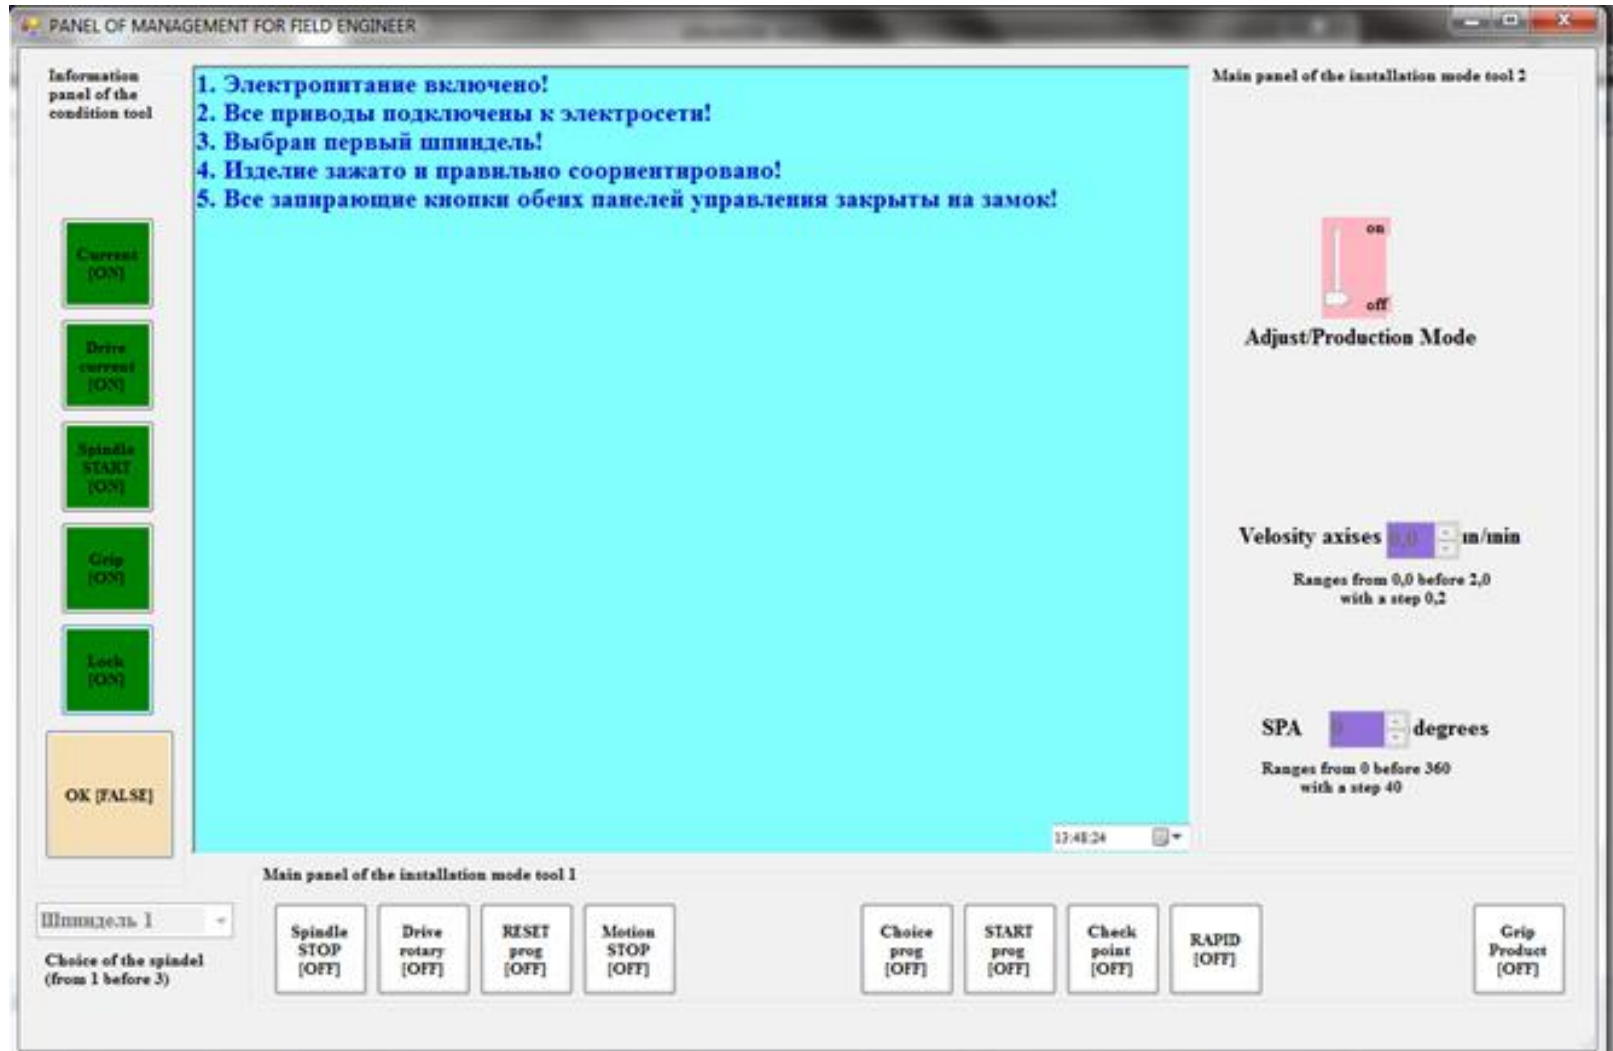 PANEL OF MANAGEMENT FOR FIELD ENGINEER
Information
panel of the
condition tool
1. Электропитание включено!
2. Все приводы подключены к электросети!
3. Выбран первый шпиндель!
4. Изделие зажато и правильно соориентировано!
5. Все запирающие кнопки обеих панелей управления закрыты на замок!
Main panel of the installation mode tool 2
Current
[ON]
Drive
current
[ON]
Spindle
START
[ON]
Grip
[ON]
Lock
[ON]
OK [FALSE]
on
off
Adjust/Production Mode
Velosity axises 0,0 m/min
Ranges from 0,0 before 2,0
with a step 0,2
SPA 0 degrees
Ranges from 0 before 360
with a step 40
13:48:24
Main panel of the installation mode tool 1
Шпиндель 1
Choice of the spindel
(from 1 before 3)
Spindle
STOP
[OFF]
Drive
rotary
[OFF]
RESET
prog
[OFF]
Motion
STOP
[OFF]
Choice
prog
[OFF]
START
prog
[OFF]
Check
point
[OFF]
RAPID
[OFF]
Grip
Product
[OFF]